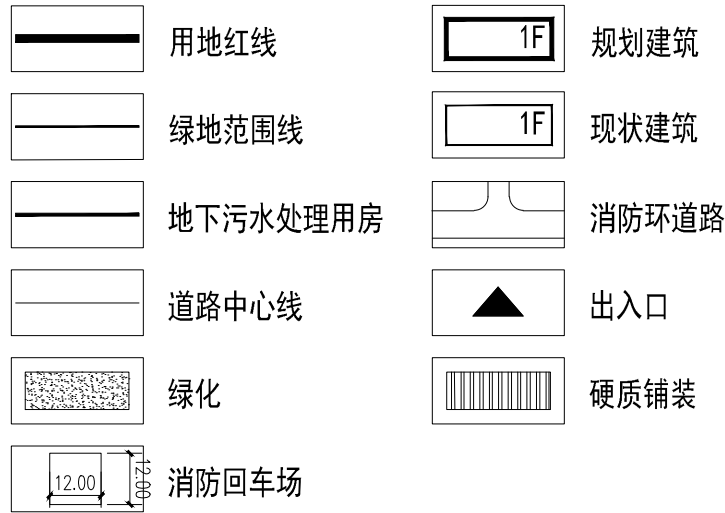 用地红线
1F 规划建筑
绿地范围线
1F 现状建筑
地下污水处理用房
消防环道路
道路中心线
出入口
绿化
硬质铺装
12.00 12.00 消防回车场